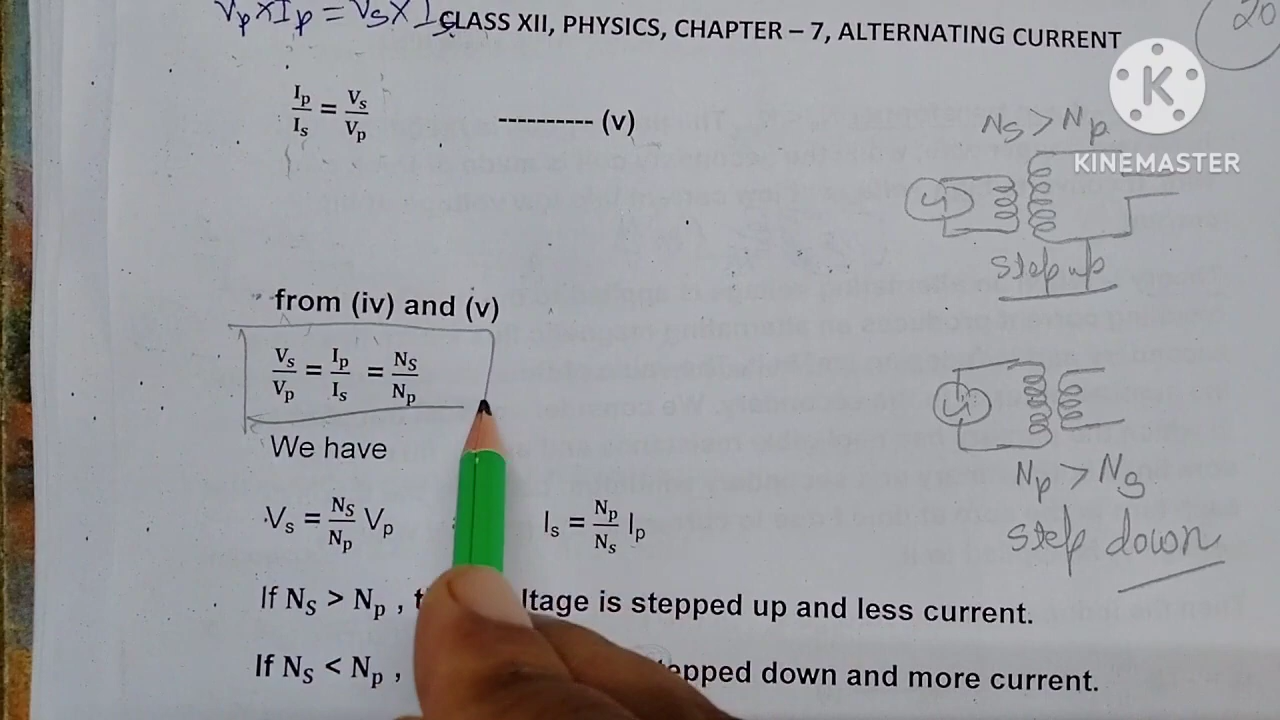 Vp x Ip = Vs x Is
CLASS XII, PHYSICS, CHAPTER – 7, ALTERNATING CURRENT
20
K
KINEMASTER
Ip/Is = Vs/Vp ---------- (v)
Ns > Np
step up
from (iv) and (v)
Vs/Vp = Ip/Is = NS/Np
We have
Np > Ns
step down
Vs = NS/Np Vp Is = Np/Ns Ip
If NS > Np , ltage is stepped up and less current.
If NS < Np , epped down and more current.